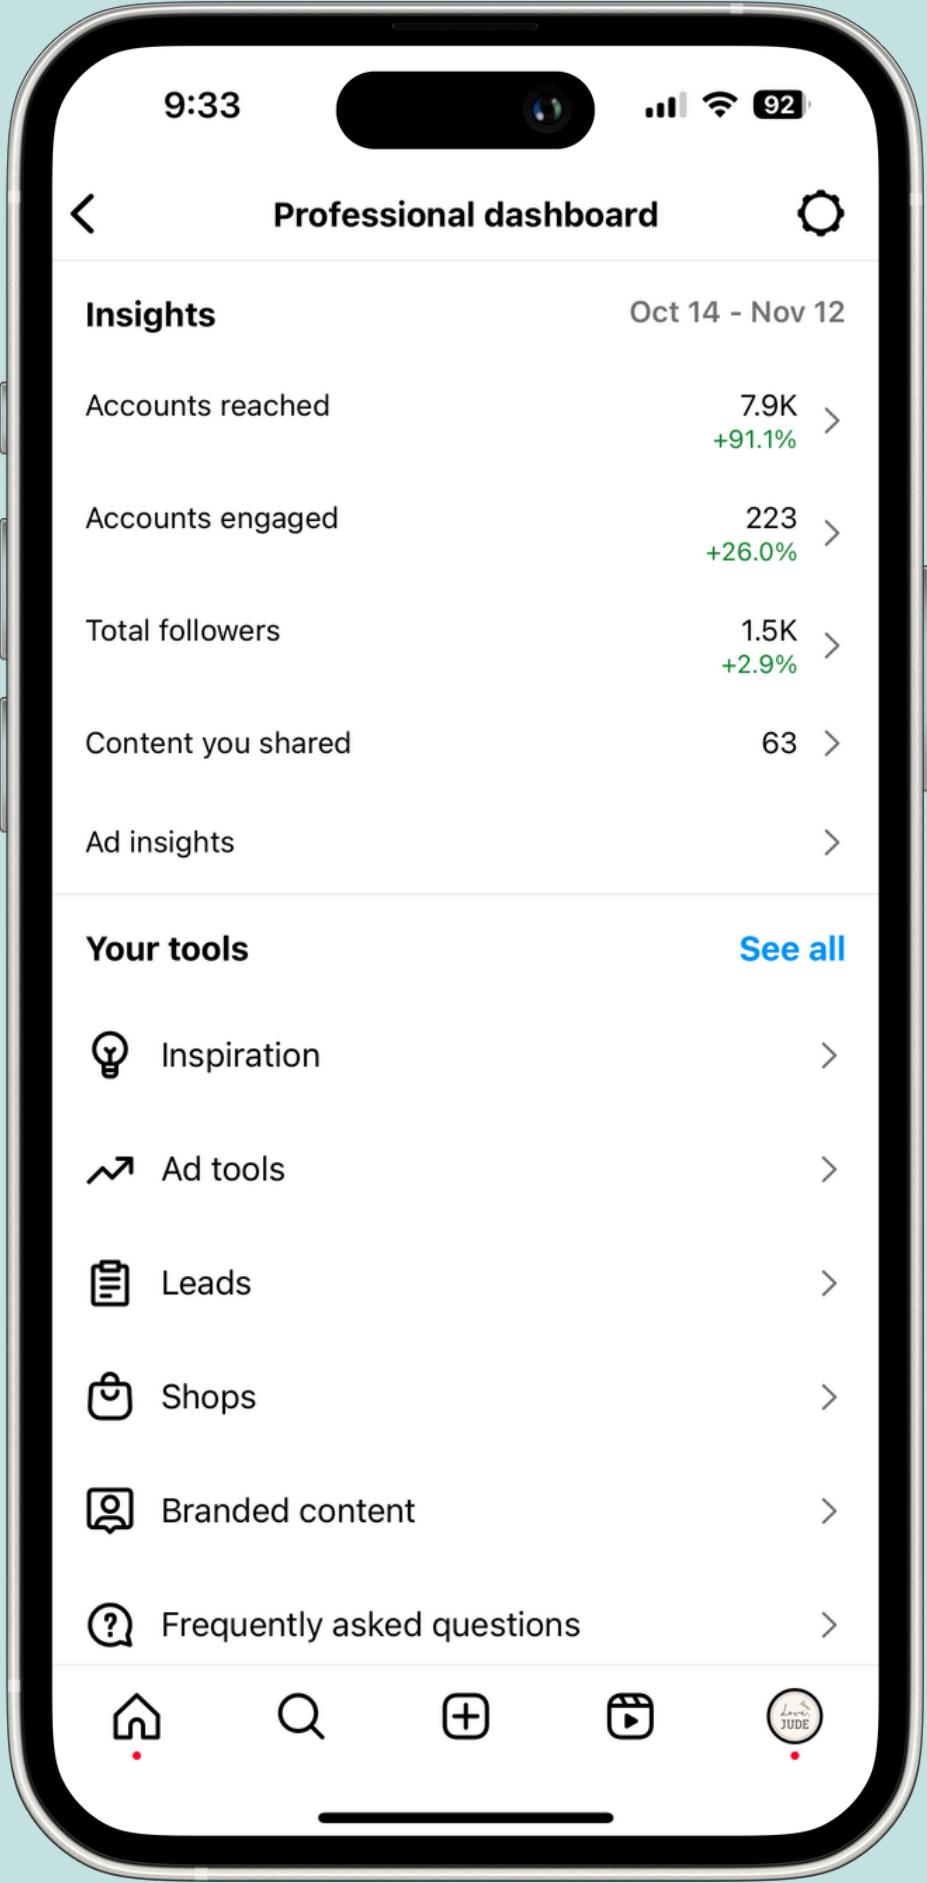 9:33
92
Professional dashboard
Insights
Oct 14 - Nov 12
Accounts reached
7.9K
+91.1%
Accounts engaged
223
+26.0%
Total followers
1.5K
+2.9%
Content you shared
63
Ad insights
Your tools
See all
Inspiration
Ad tools
Leads
Shops
Branded content
Frequently asked questions
Love,
JUDE